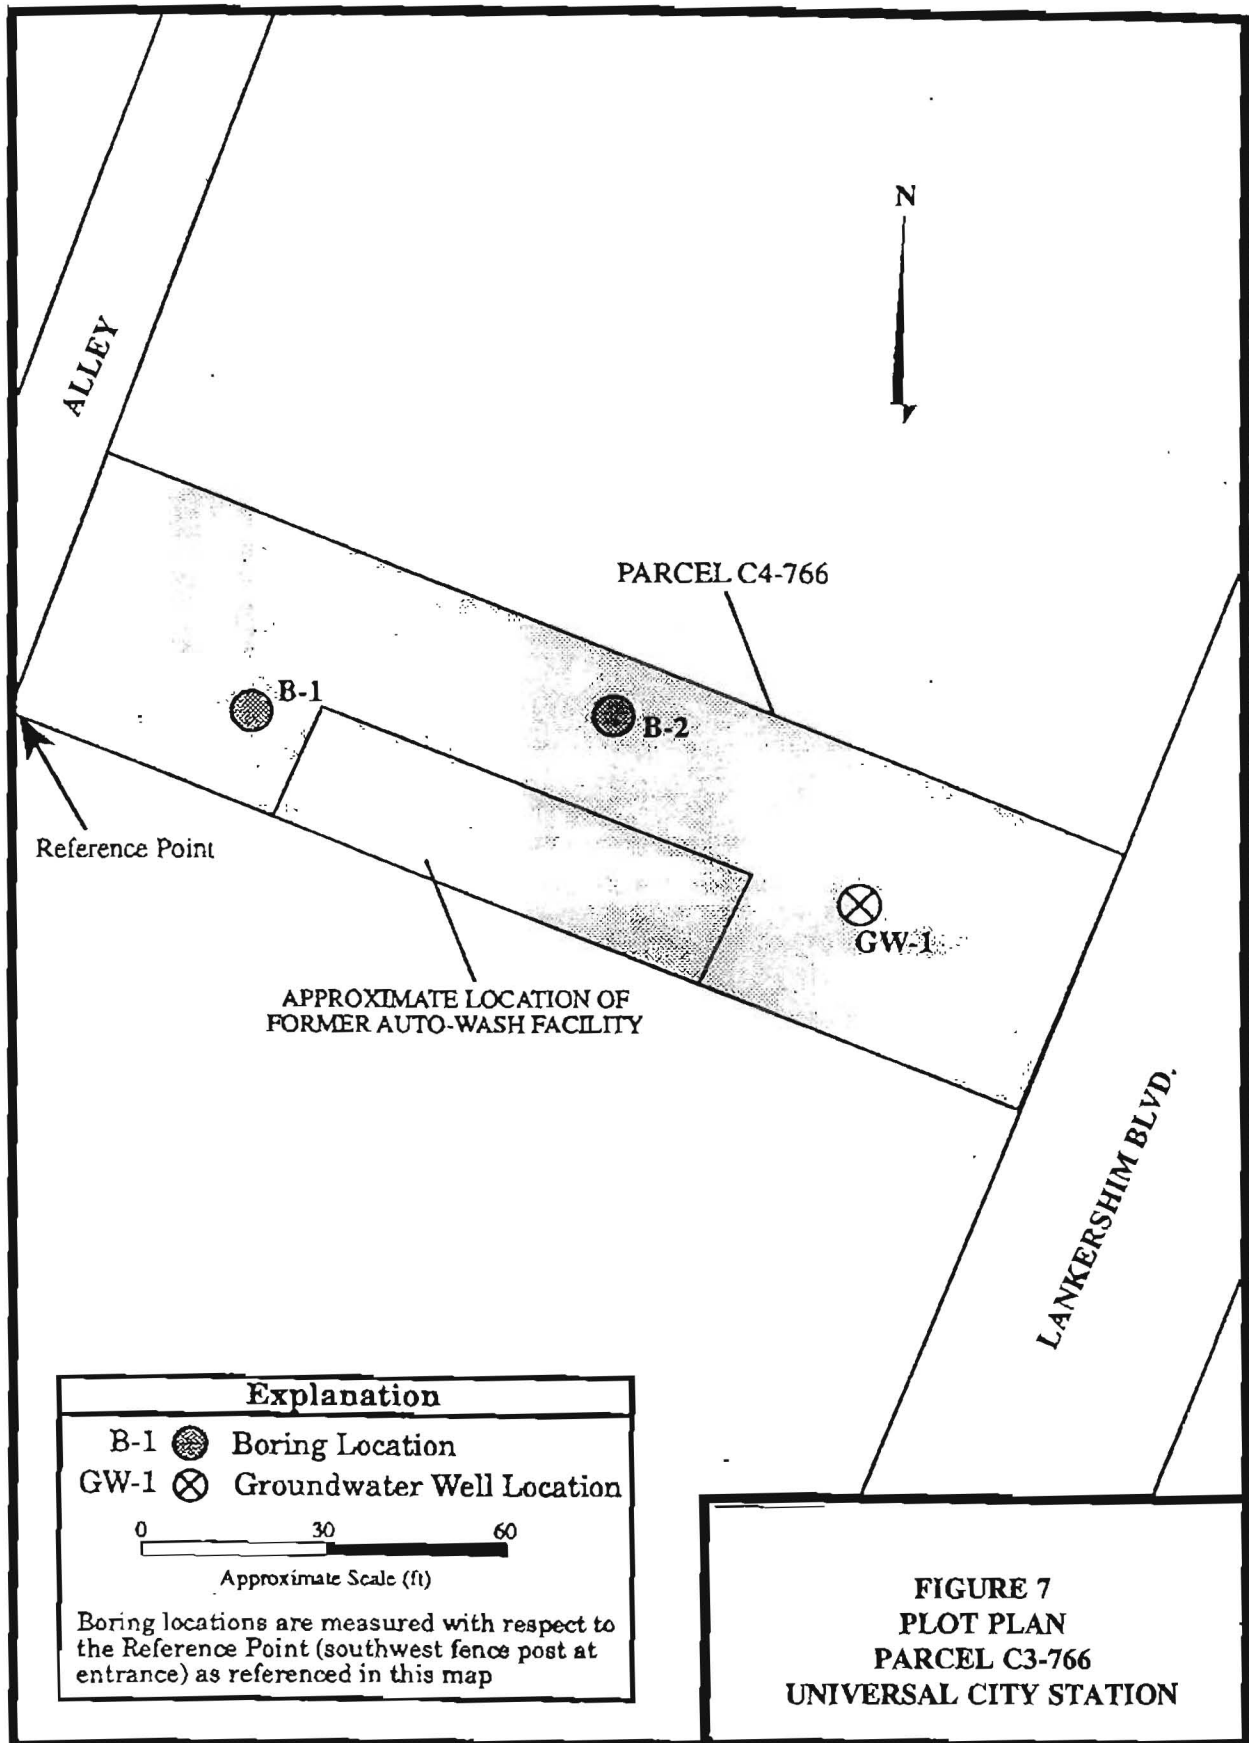 N
ALLEY
PARCEL C4-766
B-1
B-2
Reference Point
GW-1
APPROXIMATE LOCATION OF
FORMER AUTO-WASH FACILITY
LANKERSHIM BLVD.
Explanation
B-1 Boring Location
GW-1 Groundwater Well Location
0 30 60
Approximate Scale (ft)
Boring locations are measured with respect to
the Reference Point (southwest fence post at
entrance) as referenced in this map
FIGURE 7
PLOT PLAN
PARCEL C3-766
UNIVERSAL CITY STATION